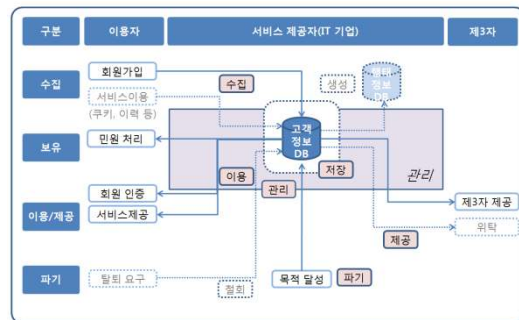 구분
이용자
서비스 제공자(IT 기업)
제3자
수집
회원가입
서비스이용
(쿠키, 이력 등)
수집
생성
정보
DB
보유
민원 처리
고객
정보
DB
저장
이용
관리
관리
이용/제공
회원 인증
서비스제공
제3자 제공
제공
위탁
파기
탈퇴 요구
철회
목적 달성
파기